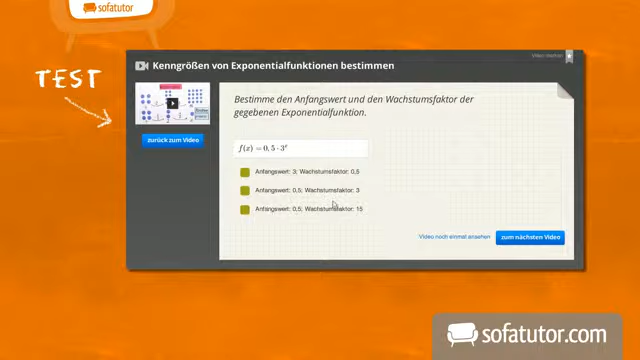 sofatutor
Kenngrößen von Exponentialfunktionen bestimmen
TEST
Bestimme den Anfangswert und den Wachstumsfaktor der
gegebenen Exponentialfunktion.
zurück zum Video
f(x) = 0,5 · 3ˣ
Anfangswert: 3; Wachstumsfaktor: 0,5
Anfangswert: 0,5; Wachstumsfaktor: 3
Anfangswert: 0,5; Wachstumsfaktor: 15
Video noch einmal ansehen
zum nächsten Video
sofatutor.com